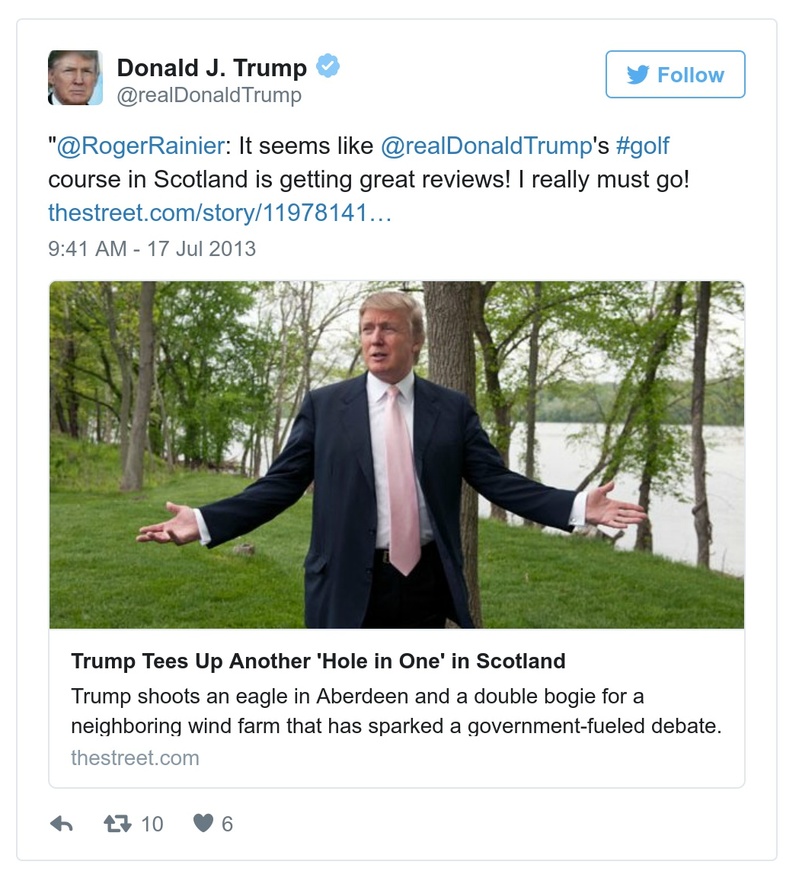 Donald J. Trump
@realDonaldTrump
Follow
"@RogerRainier: It seems like @realDonaldTrump's #golf
course in Scotland is getting great reviews! I really must go!
thestreet.com/story/11978141…
9:41 AM - 17 Jul 2013
Trump Tees Up Another 'Hole in One' in Scotland
Trump shoots an eagle in Aberdeen and a double bogie for a
neighboring wind farm that has sparked a government-fueled debate.
thestreet.com
10
6